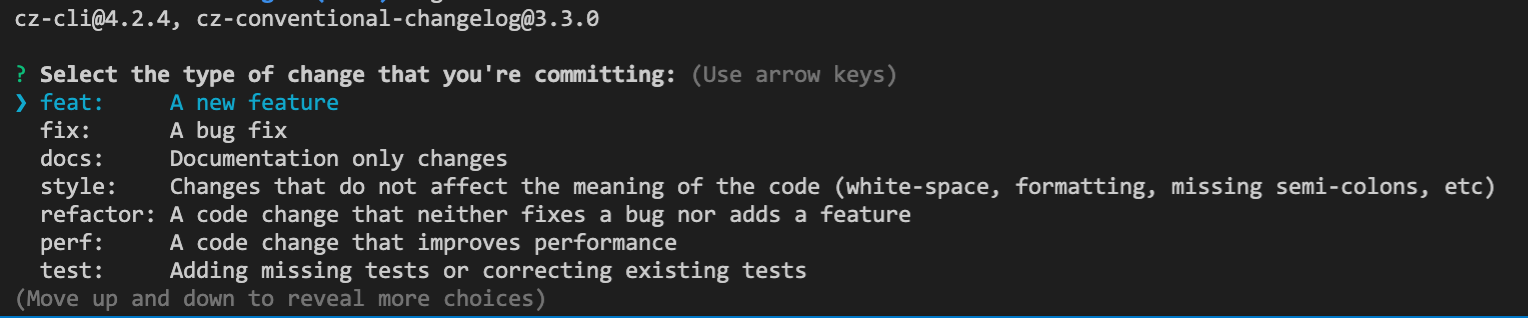 cz-cli@4.2.4, cz-conventional-changelog@3.3.0
? Select the type of change that you're committing: (Use arrow keys)
❯ feat:     A new feature
  fix:      A bug fix
  docs:     Documentation only changes
  style:    Changes that do not affect the meaning of the code (white-space, formatting, missing semi-colons, etc)
  refactor: A code change that neither fixes a bug nor adds a feature
  perf:     A code change that improves performance
  test:     Adding missing tests or correcting existing tests
(Move up and down to reveal more choices)